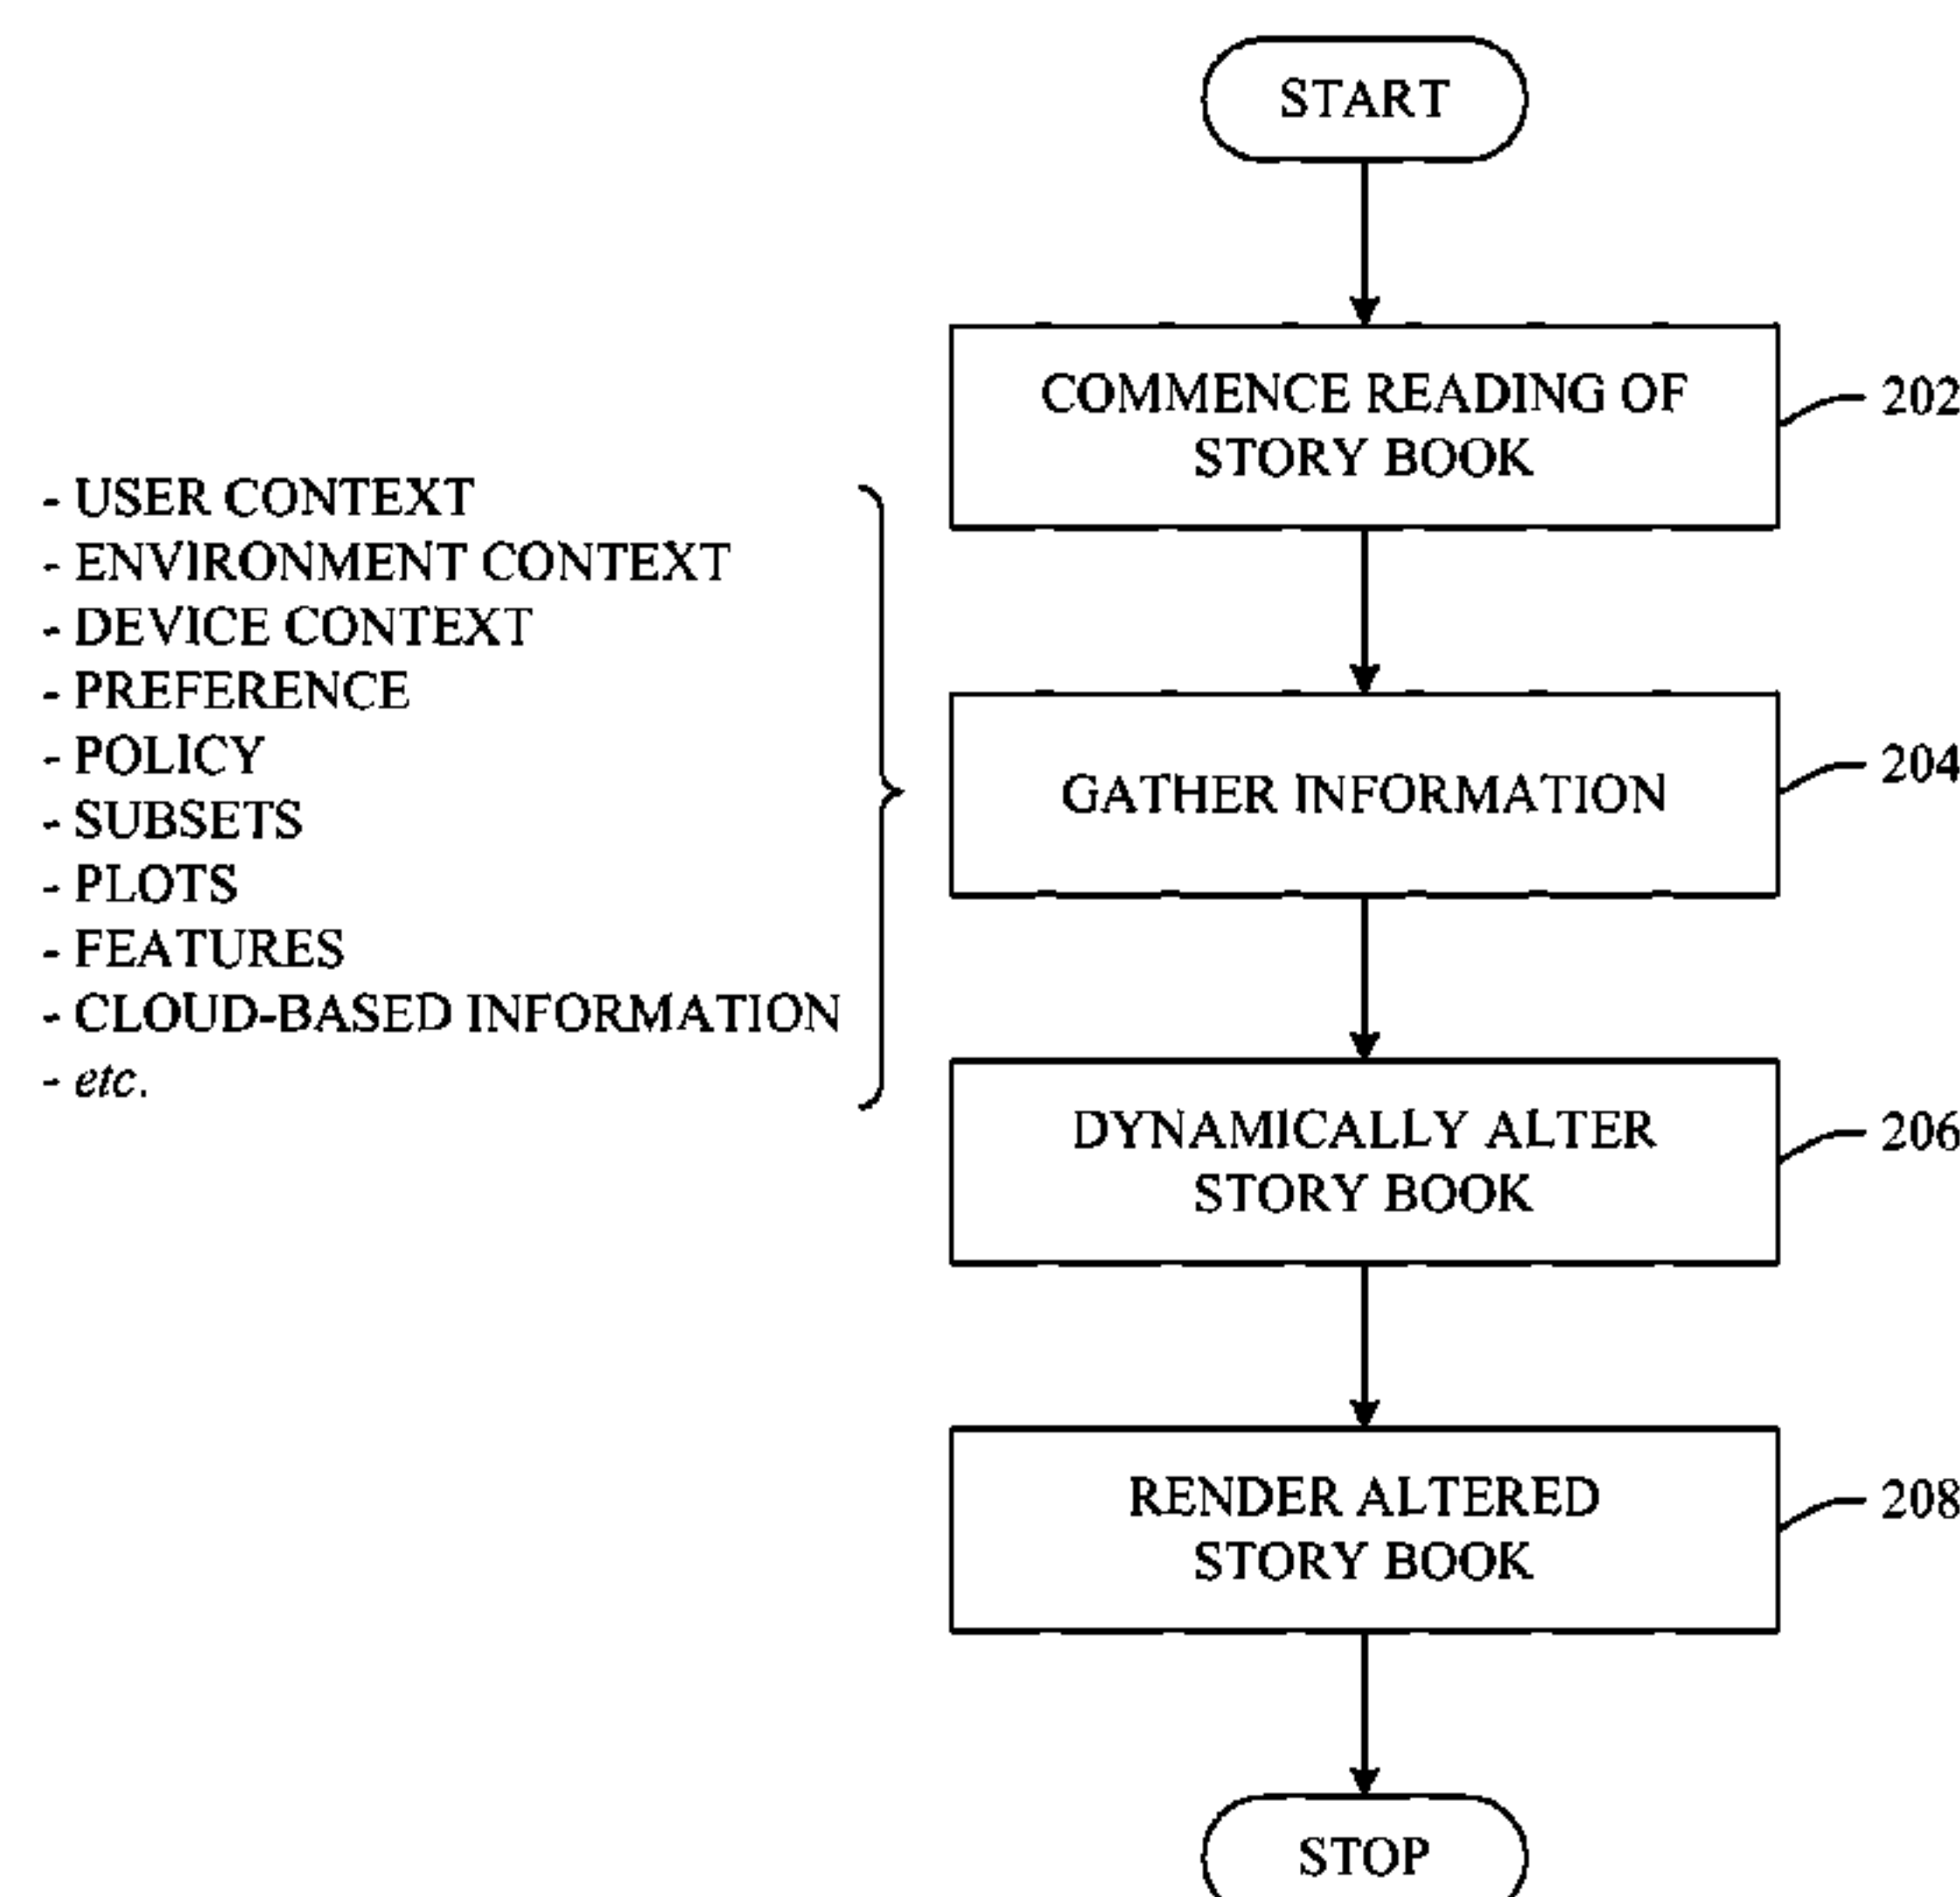 START
COMMENCE READING OF
STORY BOOK
202
- USER CONTEXT
- ENVIRONMENT CONTEXT
- DEVICE CONTEXT
- PREFERENCE
- POLICY
- SUBSETS
- PLOTS
- FEATURES
- CLOUD-BASED INFORMATION
- etc.
GATHER INFORMATION
204
DYNAMICALLY ALTER
STORY BOOK
206
RENDER ALTERED
STORY BOOK
208
STOP